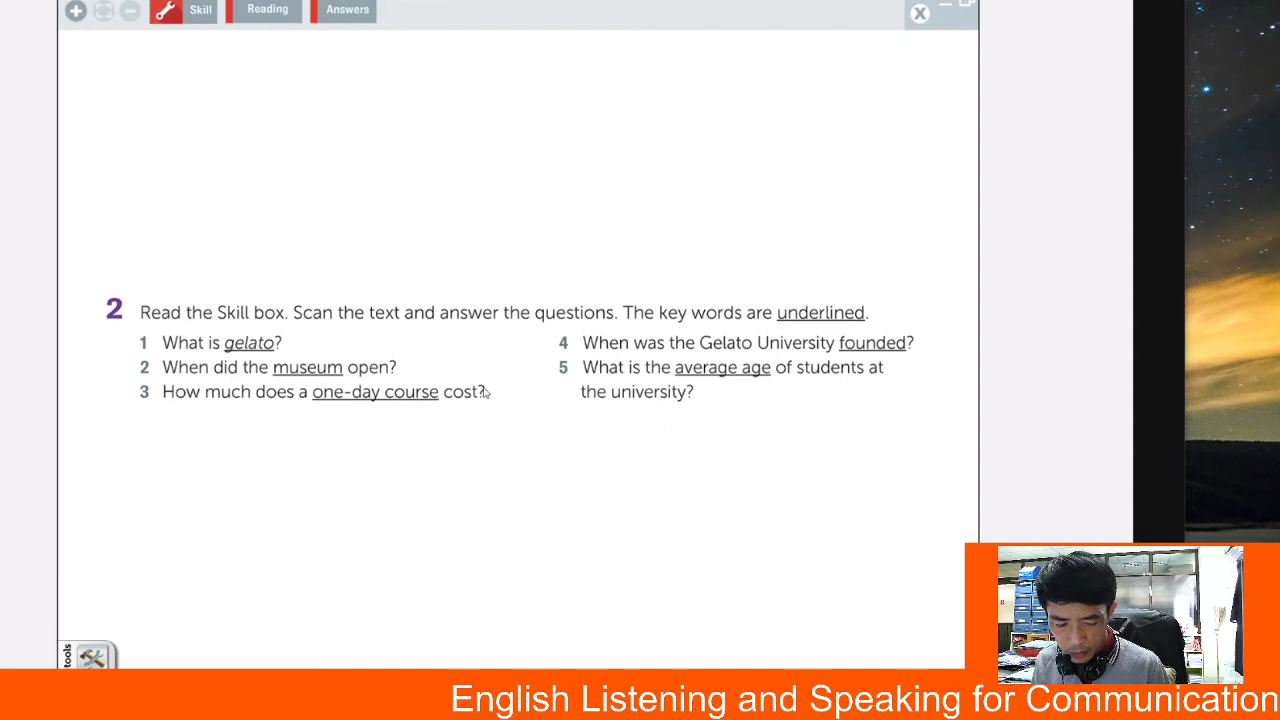 Skill
Reading
Answers
X
2 Read the Skill box. Scan the text and answer the questions. The key words are underlined.
1 What is gelato?
2 When did the museum open?
3 How much does a one-day course cost?
4 When was the Gelato University founded?
5 What is the average age of students at
the university?
tools
English Listening and Speaking for Communication